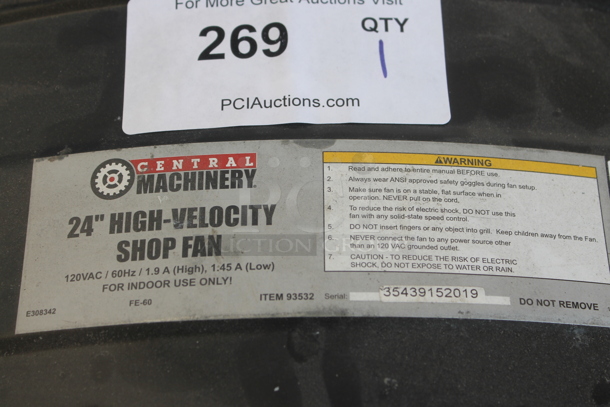 For More Great Auctions Visit
269
QTY
1
PCIAuctions.com
CENTRAL
MACHINERY
24" HIGH-VELOCITY
SHOP FAN
120VAC / 60Hz / 1.9 A (High), 1:45 A (Low)
FOR INDOOR USE ONLY!
FE-60
E308342
ITEM 93532
Serial:
35439152019
DO NOT REMOVE
WARNING
1. Read and adhere to entire manual BEFORE use.
2. Always wear ANSI approved safety goggles during fan setup.
3. Make sure fan is on a stable, flat surface when in
operation. NEVER pull on the cord.
4. To reduce the risk of electric shock, DO NOT use this
fan with any solid-state speed control.
5. DO NOT insert fingers or any object into grill. Keep children away from the Fan.
6. NEVER connect the fan to any power source other
than an 120 VAC grounded outlet.
7. CAUTION - TO REDUCE THE RISK OF ELECTRIC
SHOCK, DO NOT EXPOSE TO WATER OR RAIN.